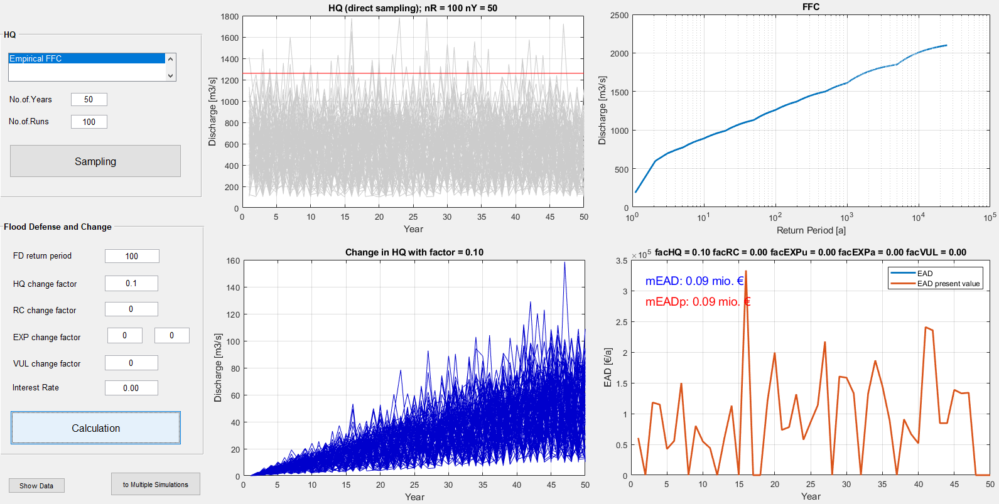 HQ
Empirical FFC
No.of.Years
50
No.of.Runs
100
Sampling
Flood Defense and Change
FD return period
100
HQ change factor
0.1
RC change factor
0
EXP change factor
0
0
VUL change factor
0
Interest Rate
0.00
Calculation
Show Data
to Multiple Simulations
HQ (direct sampling); nR = 100 nY = 50
Discharge [m3/s]
1800
1600
1400
1200
1000
800
600
400
200
0
0 5 10 15 20 25 30 35 40 45 50
Year
FFC
Discharge [m3/s]
2500
2000
1500
1000
500
0
10^0 10^1 10^2 10^3 10^4 10^5
Return Period [a]
Change in HQ with factor = 0.10
Discharge [m3/s]
160
140
120
100
80
60
40
20
0
0 5 10 15 20 25 30 35 40 45 50
Year
facHQ = 0.10 facRC = 0.00 facEXPu = 0.00 facEXPa = 0.00 facVUL = 0.00
×10^5
mEAD: 0.09 mio. €
mEADp: 0.09 mio. €
EAD
EAD present value
EAD [€/a]
3.5
3
2.5
2
1.5
1
0.5
0
0 5 10 15 20 25 30 35 40 45 50
Year